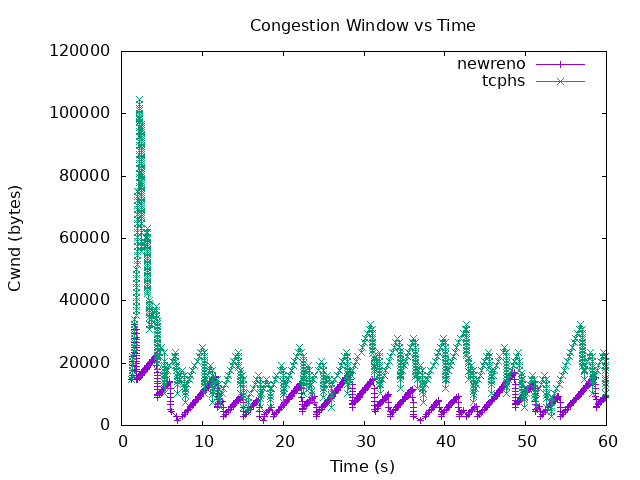 Congestion Window vs Time
120000
100000
80000
60000
40000
20000
0
Cwnd (bytes)
newreno
tcphs
0 10 20 30 40 50 60
Time (s)